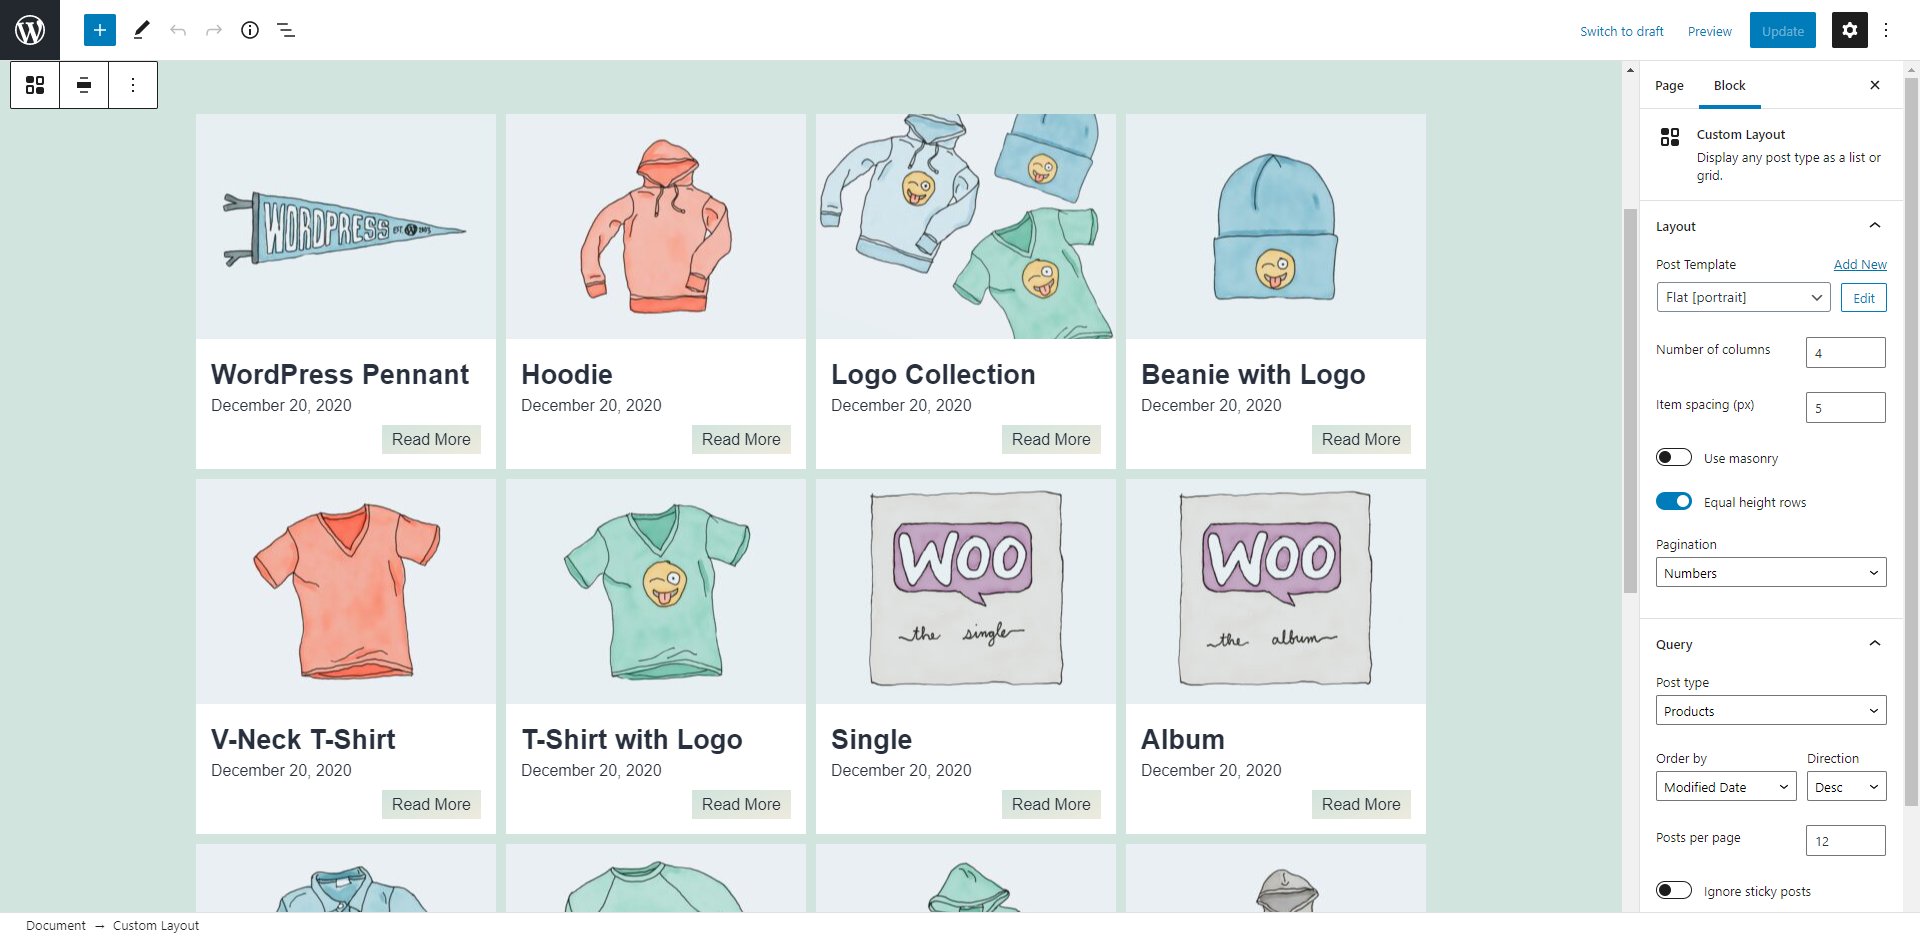 Switch to draft
Preview
Update
Page
Block
Custom Layout
Display any post type as a list or
grid.
Layout
Post Template
Add New
Flat [portrait]
Edit
Number of columns
4
Item spacing (px)
5
Use masonry
Equal height rows
Pagination
Numbers
Query
Post type
Products
Order by
Direction
Modified Date
Desc
Posts per page
12
Ignore sticky posts
WORDPRESS EST. 2003
WordPress Pennant
December 20, 2020
Read More
Hoodie
December 20, 2020
Read More
Logo Collection
December 20, 2020
Read More
Beanie with Logo
December 20, 2020
Read More
V-Neck T-Shirt
December 20, 2020
Read More
T-Shirt with Logo
December 20, 2020
Read More
WOO
the single
Single
December 20, 2020
Read More
WOO
the album
Album
December 20, 2020
Read More
Document → Custom Layout